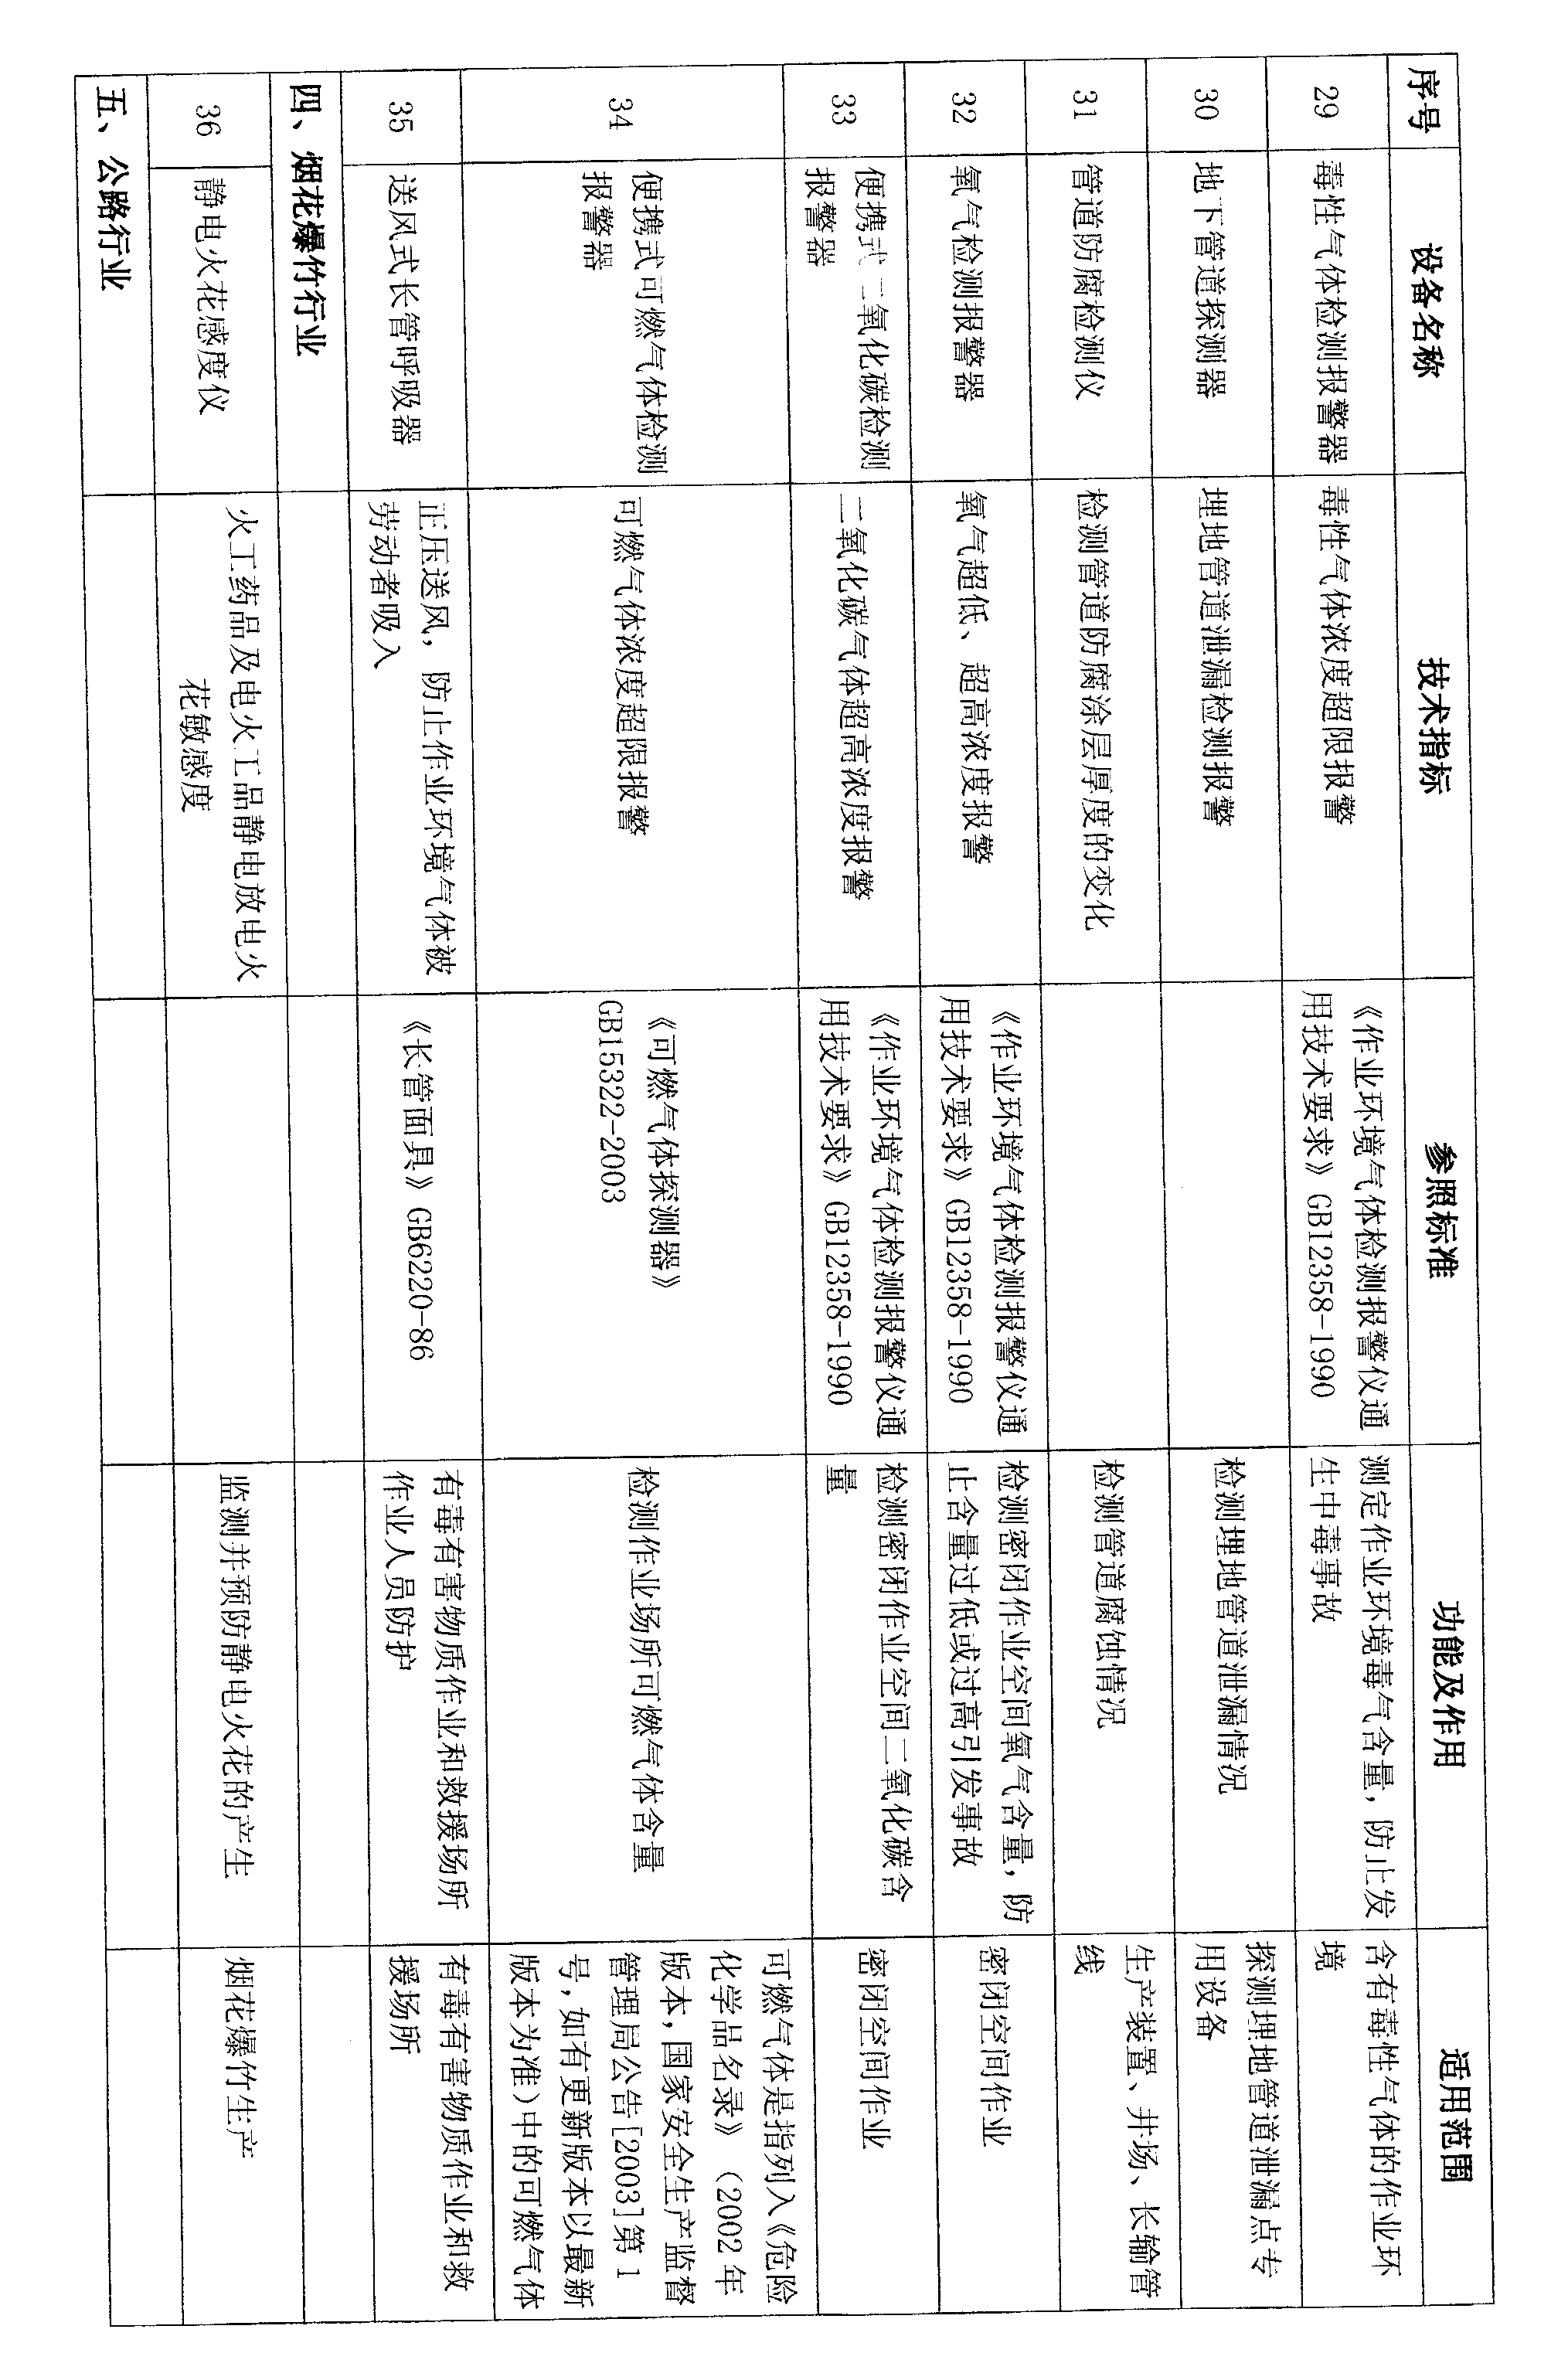 序号 设备名称 技术指标 参照标准 功能及作用 适用范围
29 毒性气体检测报警器 毒性气体浓度超限报警 《作业环境气体检测报警仪通
用技术要求》GB12358-1990 测定作业环境毒气含量，防止发
生中毒事故 含有毒性气体的作业环
境
30 地下管道探测器 埋地管道泄漏检测报警 检测埋地管道泄漏情况 探测埋地管道泄漏点专
用设备
31 管道防腐检测仪 检测管道防腐涂层厚度的变化 检测管道腐蚀情况 生产装置、井场、长输管
线
32 氧气检测报警器 氧气超低、超高浓度报警 《作业环境气体检测报警仪通
用技术要求》GB12358-1990 检测密闭作业空间氧气含量，防
止含量过低或过高引发事故 密闭空间作业
33 便携式二氧化碳检测
报警器 二氧化碳气体超高浓度报警 《作业环境气体检测报警仪通
用技术要求》GB12358-1990 检测密闭作业空间二氧化碳含
量 密闭空间作业
34 便携式可燃气体检测
报警器 可燃气体浓度超限报警 《可燃气体探测器》
GB15322-2003 检测作业场所可燃气体含量 可燃气体是指列入《危险
化学品名录》（2002年
版本，国家安全生产监督
管理局公告[2003]第1
号，如有更新版本以最新
版本为准）中的可燃气体
35 送风式长管呼吸器 正压送风，防止作业环境气体被
劳动者吸入 《长管面具》GB6220-86 有毒有害物质作业和救援场所
作业人员防护 有毒有害物质作业和救
援场所
四、烟花爆竹行业
36 静电火花感度仪 火工药品及电火工品静电放电火
花敏感度 监测并预防静电火花的产生 烟花爆竹生产
五、公路行业